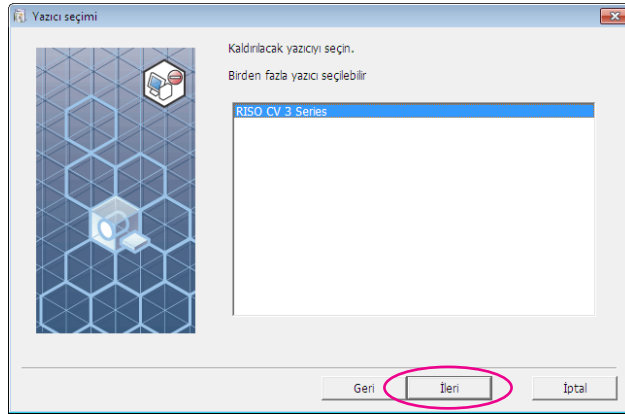 Yazıcı seçimi
Kaldırılacak yazıcıyı seçin.
Birden fazla yazıcı seçilebilir
RISO CV 3 Series
Geri
İleri
İptal